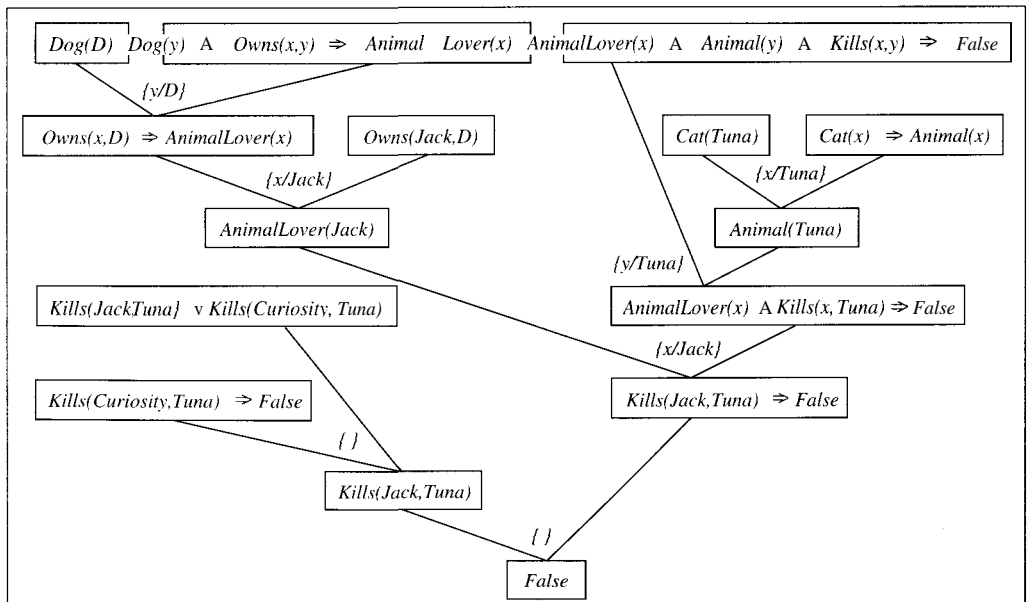 Dog(D) Dog(y) A Owns(x,y) ⇒ Animal Lover(x) AnimalLover(x) A Animal(y) A Kills(x,y) ⇒ False
{y/D}
Owns(x,D) ⇒ AnimalLover(x) Owns(Jack,D) Cat(Tuna) Cat(x) ⇒ Animal(x)
{x/Jack} {x/Tuna}
AnimalLover(Jack) Animal(Tuna)
{y/Tuna}
Kills(JackTuna} v Kills(Curiosity, Tuna) AnimalLover(x) A Kills(x, Tuna) ⇒ False
{x/Jack}
Kills(Curiosity,Tuna) ⇒ False Kills(Jack,Tuna) ⇒ False
{ }
Kills(Jack,Tuna)
{ }
False